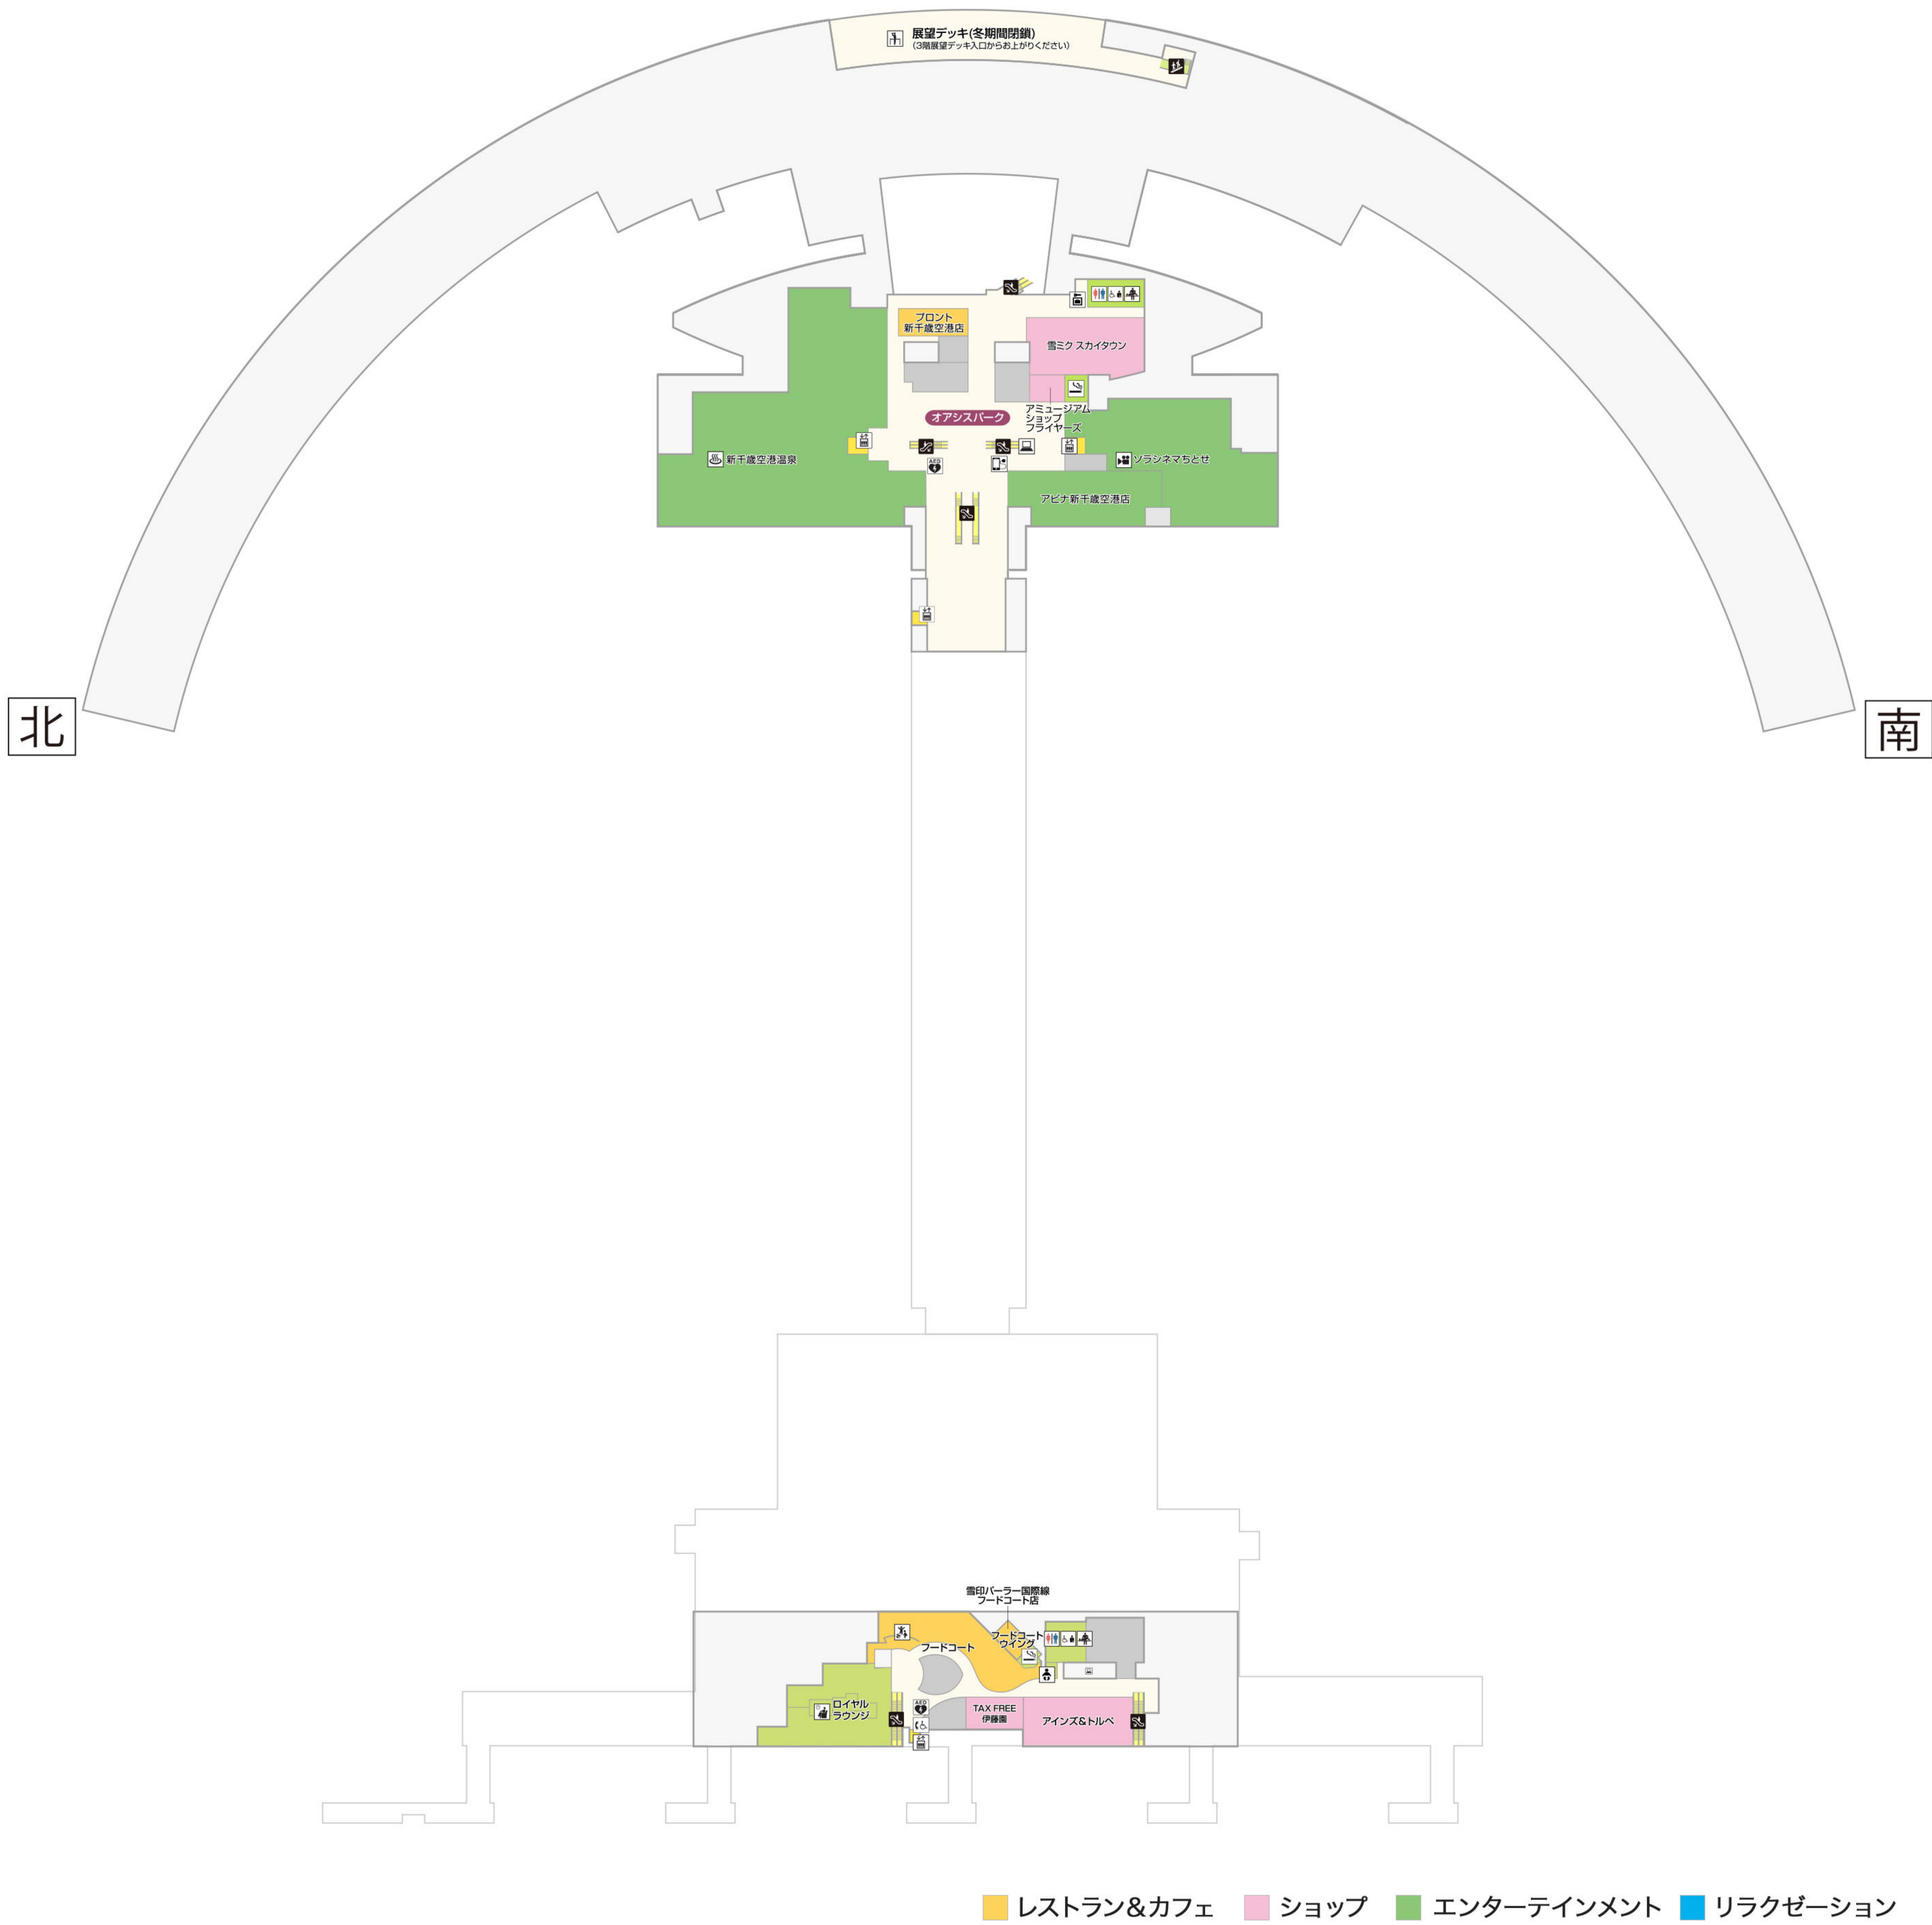 展望デッキ(冬期間閉鎖)
(3階展望デッキ入口からお上がりください)
プロント
新千歳空港店
雪ミク スカイタウン
アミュージアム
ショップ
フライヤーズ
オアシスパーク
新千歳空港温泉
AED
ソラシネマちとせ
アピナ新千歳空港店
北
南
雪印パーラー国際線
フードコート店
フードコート
ウイング
フードコート
ロイヤル
ラウンジ
AED
TAX FREE
伊藤園
アインズ&トルペ
レストラン&カフェ
ショップ
エンターテインメント
リラクゼーション